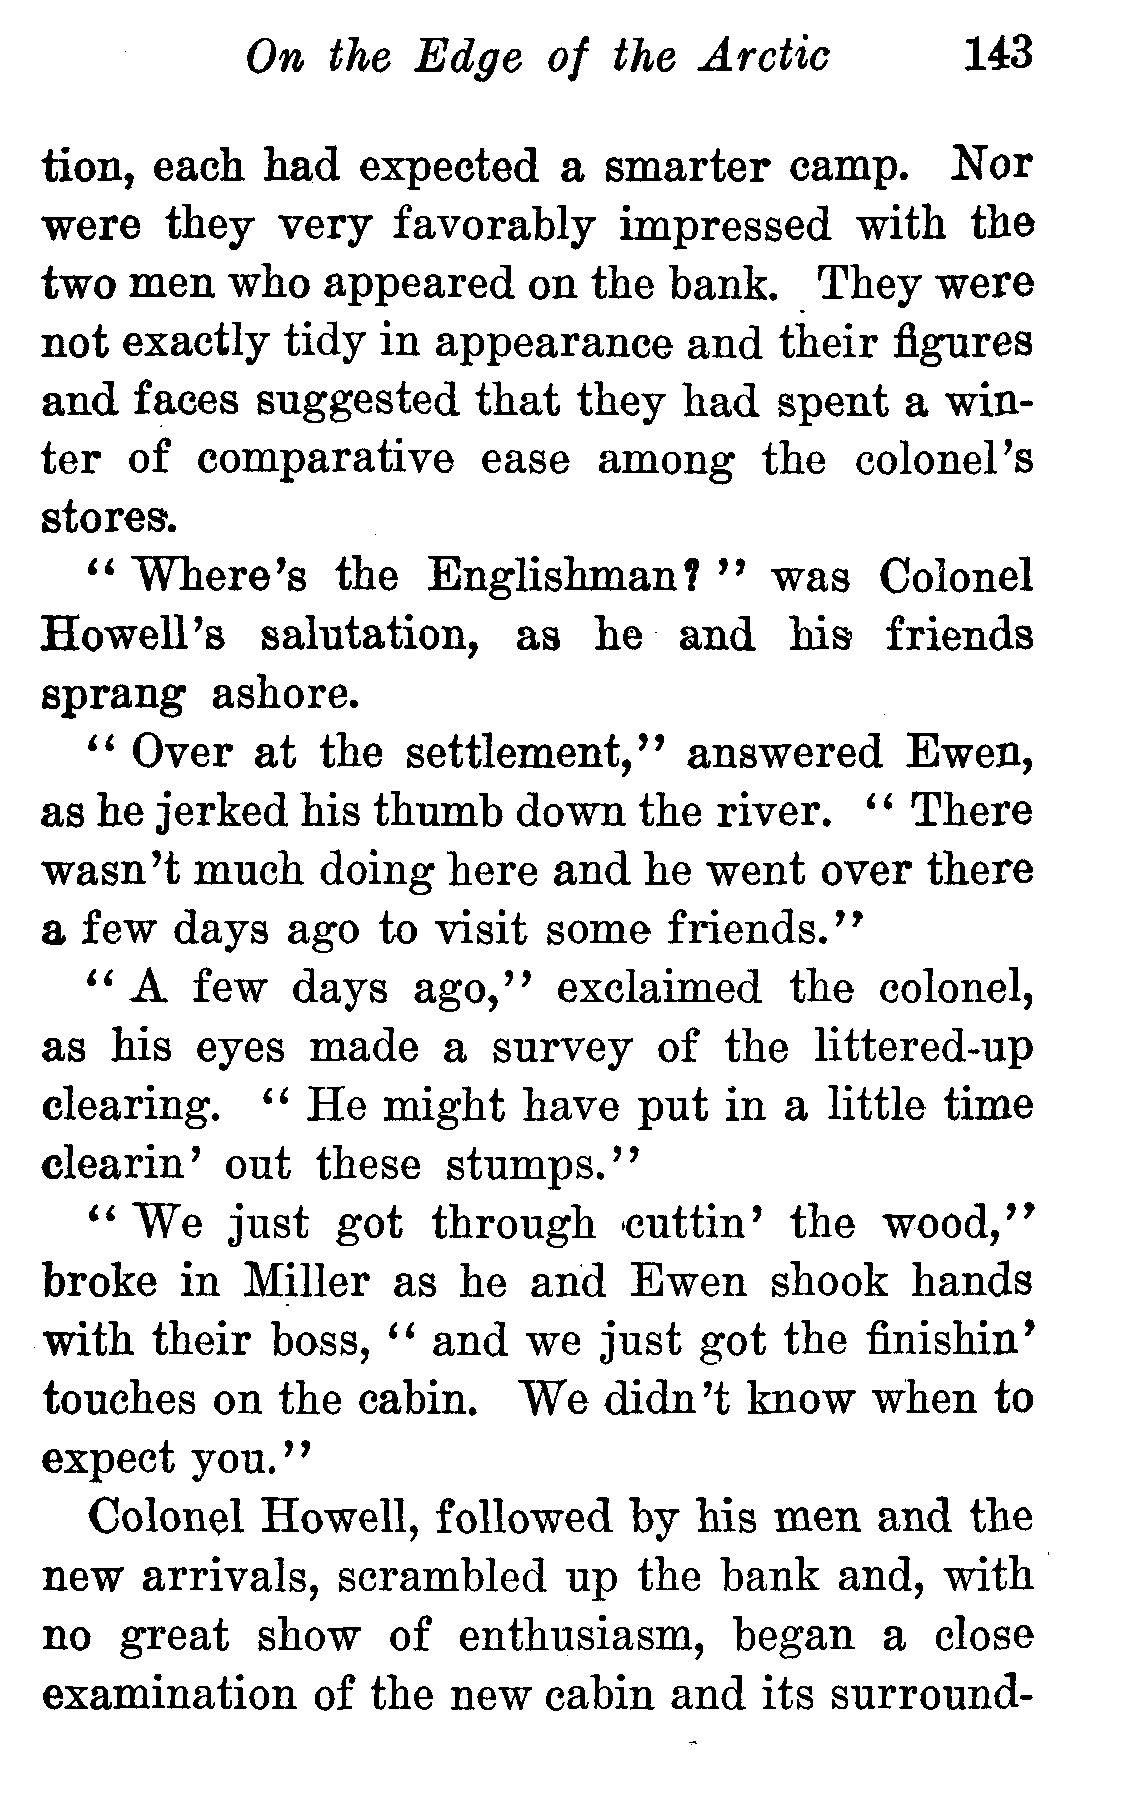 On the Edge of the Arctic 143
tion, each had expected a smarter camp. Nor
were they very favorably impressed with the
two men who appeared on the bank. They were
not exactly tidy in appearance and their figures
and faces suggested that they had spent a win-
ter of comparative ease among the colonel's
stores.
“ Where's the Englishman? ” was Colonel
Howell's salutation, as he and his friends
sprang ashore.
“ Over at the settlement,” answered Ewen,
as he jerked his thumb down the river. “ There
wasn't much doing here and he went over there
a few days ago to visit some friends.”
“ A few days ago,” exclaimed the colonel,
as his eyes made a survey of the littered-up
clearing. “ He might have put in a little time
clearin' out these stumps.”
“ We just got through cuttin' the wood,”
broke in Miller as he and Ewen shook hands
with their boss, “ and we just got the finishin'
touches on the cabin. We didn't know when to
expect you.”
Colonel Howell, followed by his men and the
new arrivals, scrambled up the bank and, with
no great show of enthusiasm, began a close
examination of the new cabin and its surround-